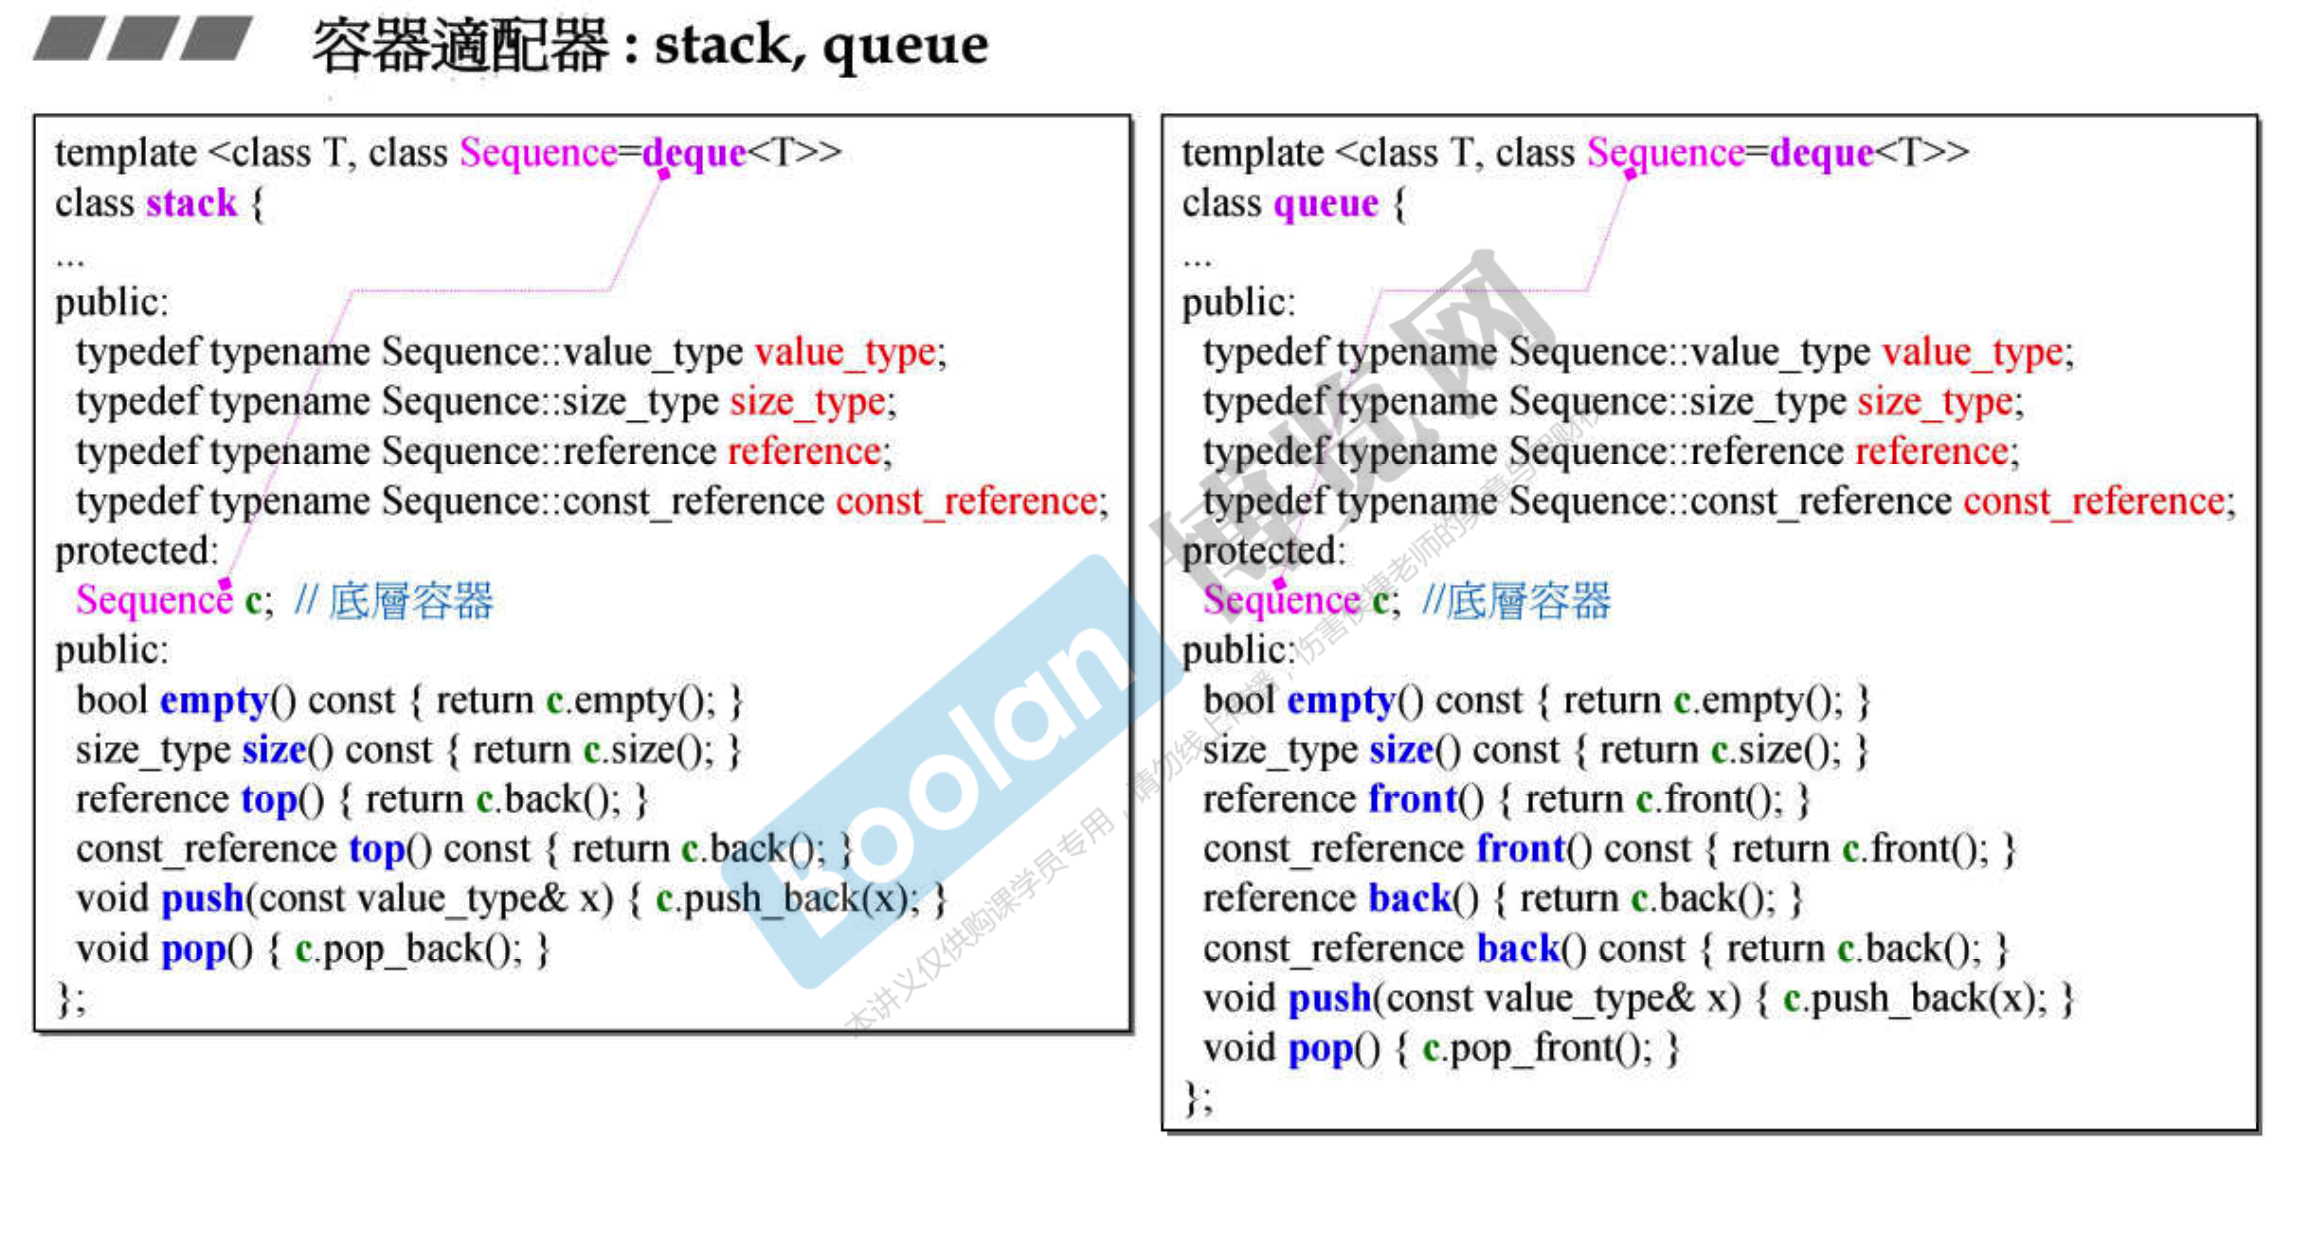 容器適配器 : stack, queue
template <class T, class Sequence=deque<T>>
class stack {
...
public:
typedef typename Sequence::value_type value_type;
typedef typename Sequence::size_type size_type;
typedef typename Sequence::reference reference;
typedef typename Sequence::const_reference const_reference;
protected:
Sequence c; // 底層容器
public:
bool empty() const { return c.empty(); }
size_type size() const { return c.size(); }
reference top() { return c.back(); }
const_reference top() const { return c.back(); }
void push(const value_type& x) { c.push_back(x); }
void pop() { c.pop_back(); }
};
template <class T, class Sequence=deque<T>>
class queue {
...
public:
typedef typename Sequence::value_type value_type;
typedef typename Sequence::size_type size_type;
typedef typename Sequence::reference reference;
typedef typename Sequence::const_reference const_reference;
protected:
Sequence c; //底層容器
public:
bool empty() const { return c.empty(); }
size_type size() const { return c.size(); }
reference front() { return c.front(); }
const_reference front() const { return c.front(); }
reference back() { return c.back(); }
const_reference back() const { return c.back(); }
void push(const value_type& x) { c.push_back(x); }
void pop() { c.pop_front(); }
};
Boolan 博览网
本讲义仅供购课学员专用,请勿线上传播,伤害侯捷老师的